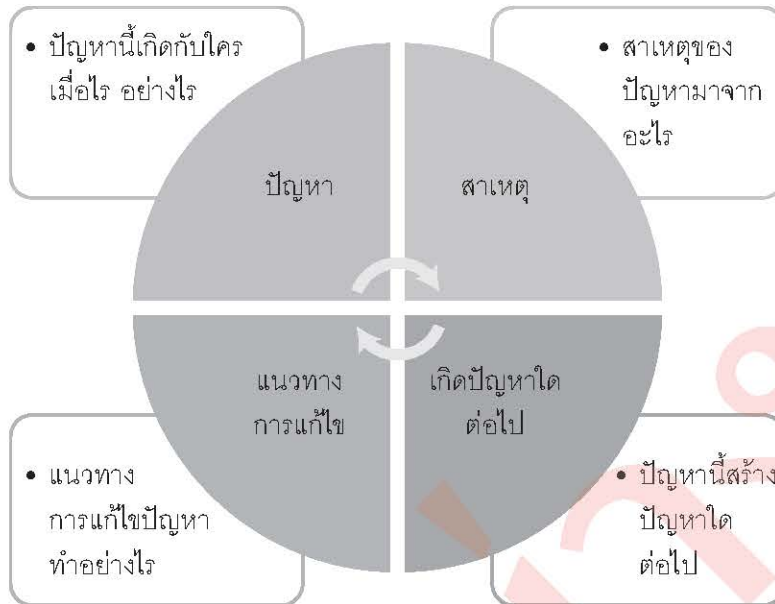 • ปัญหานี้เกิดกับใคร
เมื่อไร อย่างไร
• สาเหตุของ
ปัญหามาจาก
อะไร
ปัญหา
สาเหตุ
แนวทาง
การแก้ไข
เกิดปัญหาใด
ต่อไป
• แนวทาง
การแก้ไขปัญหา
ทำอย่างไร
• ปัญหานี้สร้าง
ปัญหาใด
ต่อไป